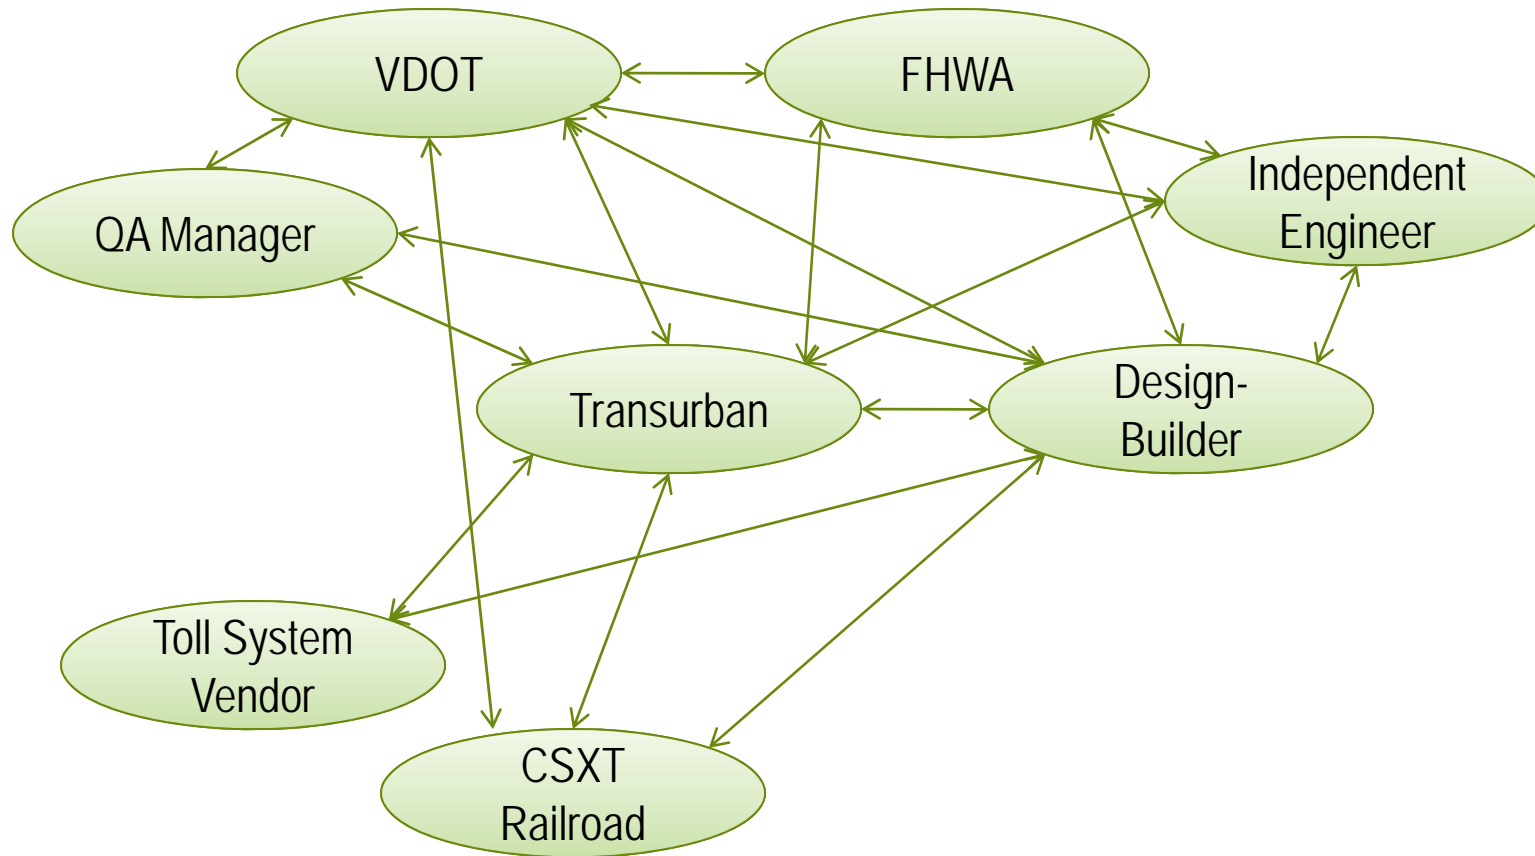 VDOT
FHWA
Independent
Engineer
QA Manager
Transurban
Design-
Builder
Toll System
Vendor
CSXT
Railroad